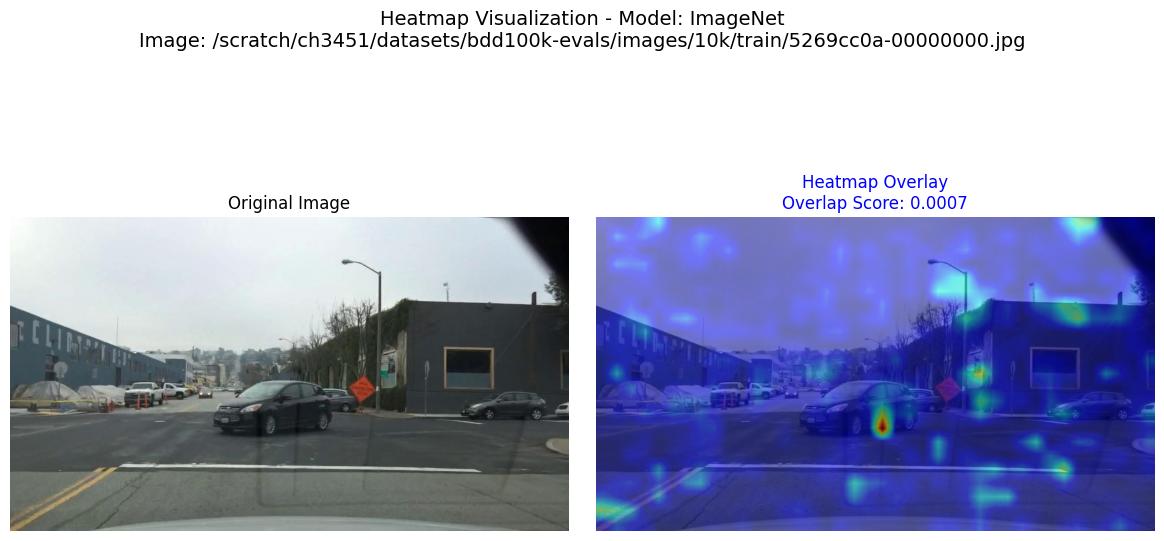 Heatmap Visualization - Model: ImageNet
Image: /scratch/ch3451/datasets/bdd100k-evals/images/10k/train/5269cc0a-00000000.jpg
Original Image
Heatmap Overlay
Overlap Score: 0.0007